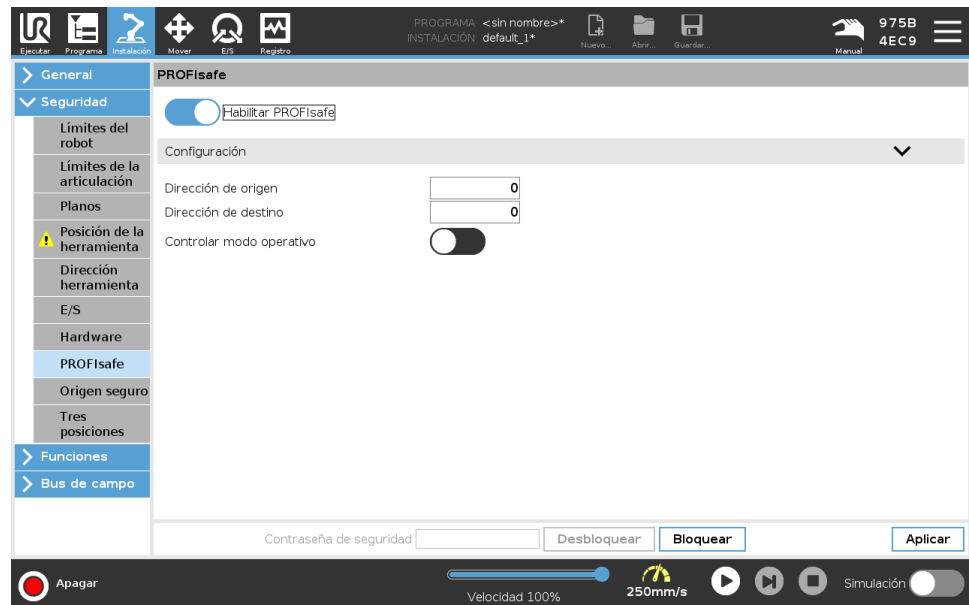 UR
PROGRAMA <sin nombre>*
INSTALACIÓN default_1*
975B
4EC9
Ejecutar Programa Instalación Mover E/S Registro Nuevo... Abrir... Guardar... Manual
General
PROFIsafe
Seguridad
Habilitar PROFIsafe
Límites del
robot
Configuración
Límites de la
articulación
Dirección de origen 0
Planos
Dirección de destino 0
Posición de la
herramienta
Controlar modo operativo
Dirección
herramienta
E/S
Hardware
PROFIsafe
Origen seguro
Tres
posiciones
Funciones
Bus de campo
Contraseña de seguridad Desbloquear Bloquear Aplicar
Apagar
Velocidad 100%
250mm/s
Simulación